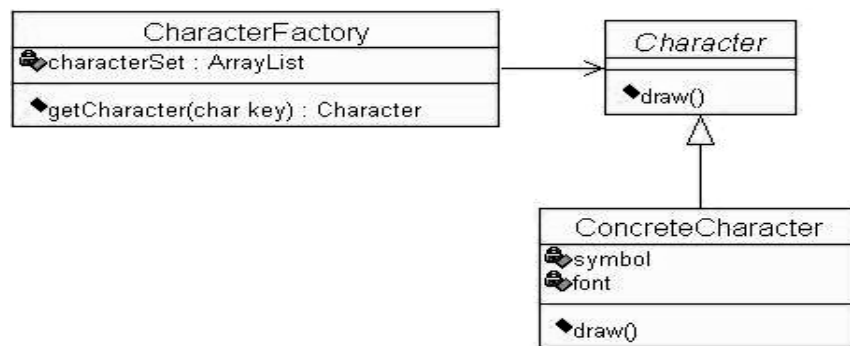 CharacterFactory
characterSet : ArrayList
getCharacter(char key) : Character
Character
draw()
ConcreteCharacter
symbol
font
draw()